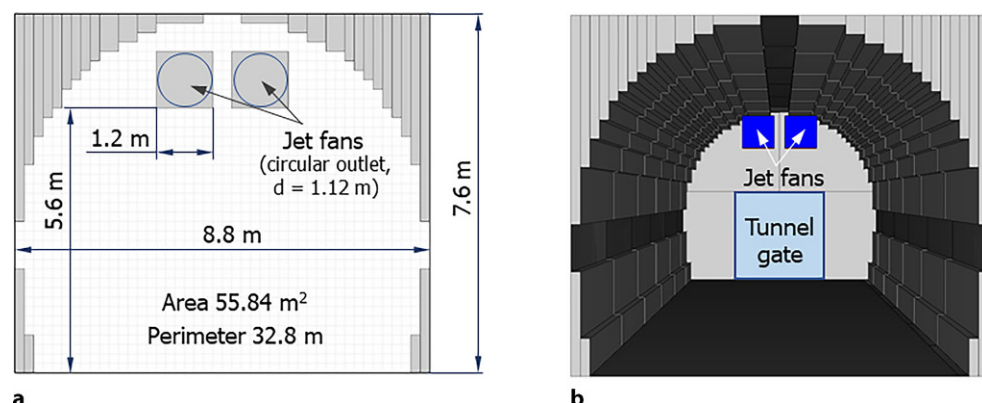 1.2 m
Jet fans
(circular outlet,
d = 1.12 m)
5.6 m
7.6 m
8.8 m
Area 55.84 m²
Perimeter 32.8 m
a
Jet fans
Tunnel
gate
b